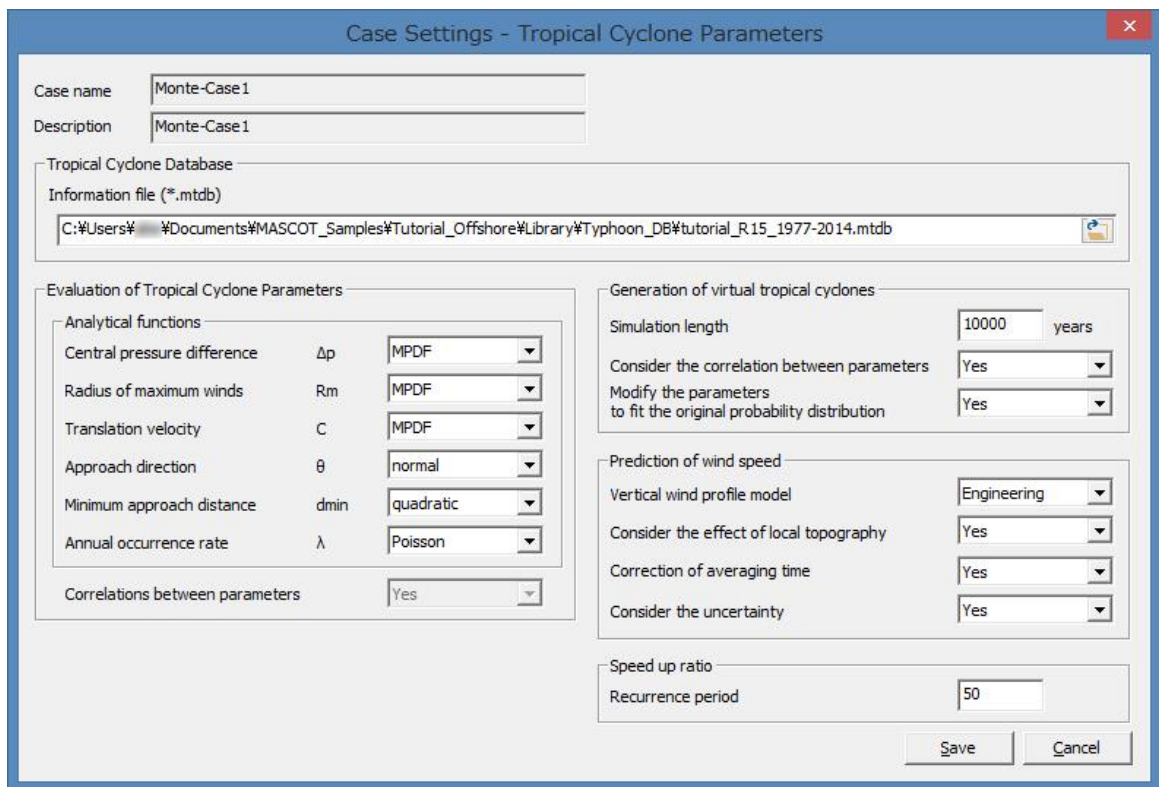 Case Settings - Tropical Cyclone Parameters
Case name Monte-Case1
Description Monte-Case1
Tropical Cyclone Database
Information file (*.mtdb)
C:¥Users¥ ¥Documents¥MASCOT_Samples¥Tutorial_Offshore¥Library¥Typhoon_DB¥tutorial_R15_1977-2014.mtdb
Evaluation of Tropical Cyclone Parameters
Analytical functions
Central pressure difference Δp MPDF
Radius of maximum winds Rm MPDF
Translation velocity C MPDF
Approach direction θ normal
Minimum approach distance dmin quadratic
Annual occurrence rate λ Poisson
Correlations between parameters Yes
Generation of virtual tropical cyclones
Simulation length 10000 years
Consider the correlation between parameters Yes
Modify the parameters
to fit the original probability distribution Yes
Prediction of wind speed
Vertical wind profile model Engineering
Consider the effect of local topography Yes
Correction of averaging time Yes
Consider the uncertainty Yes
Speed up ratio
Recurrence period 50
Save Cancel